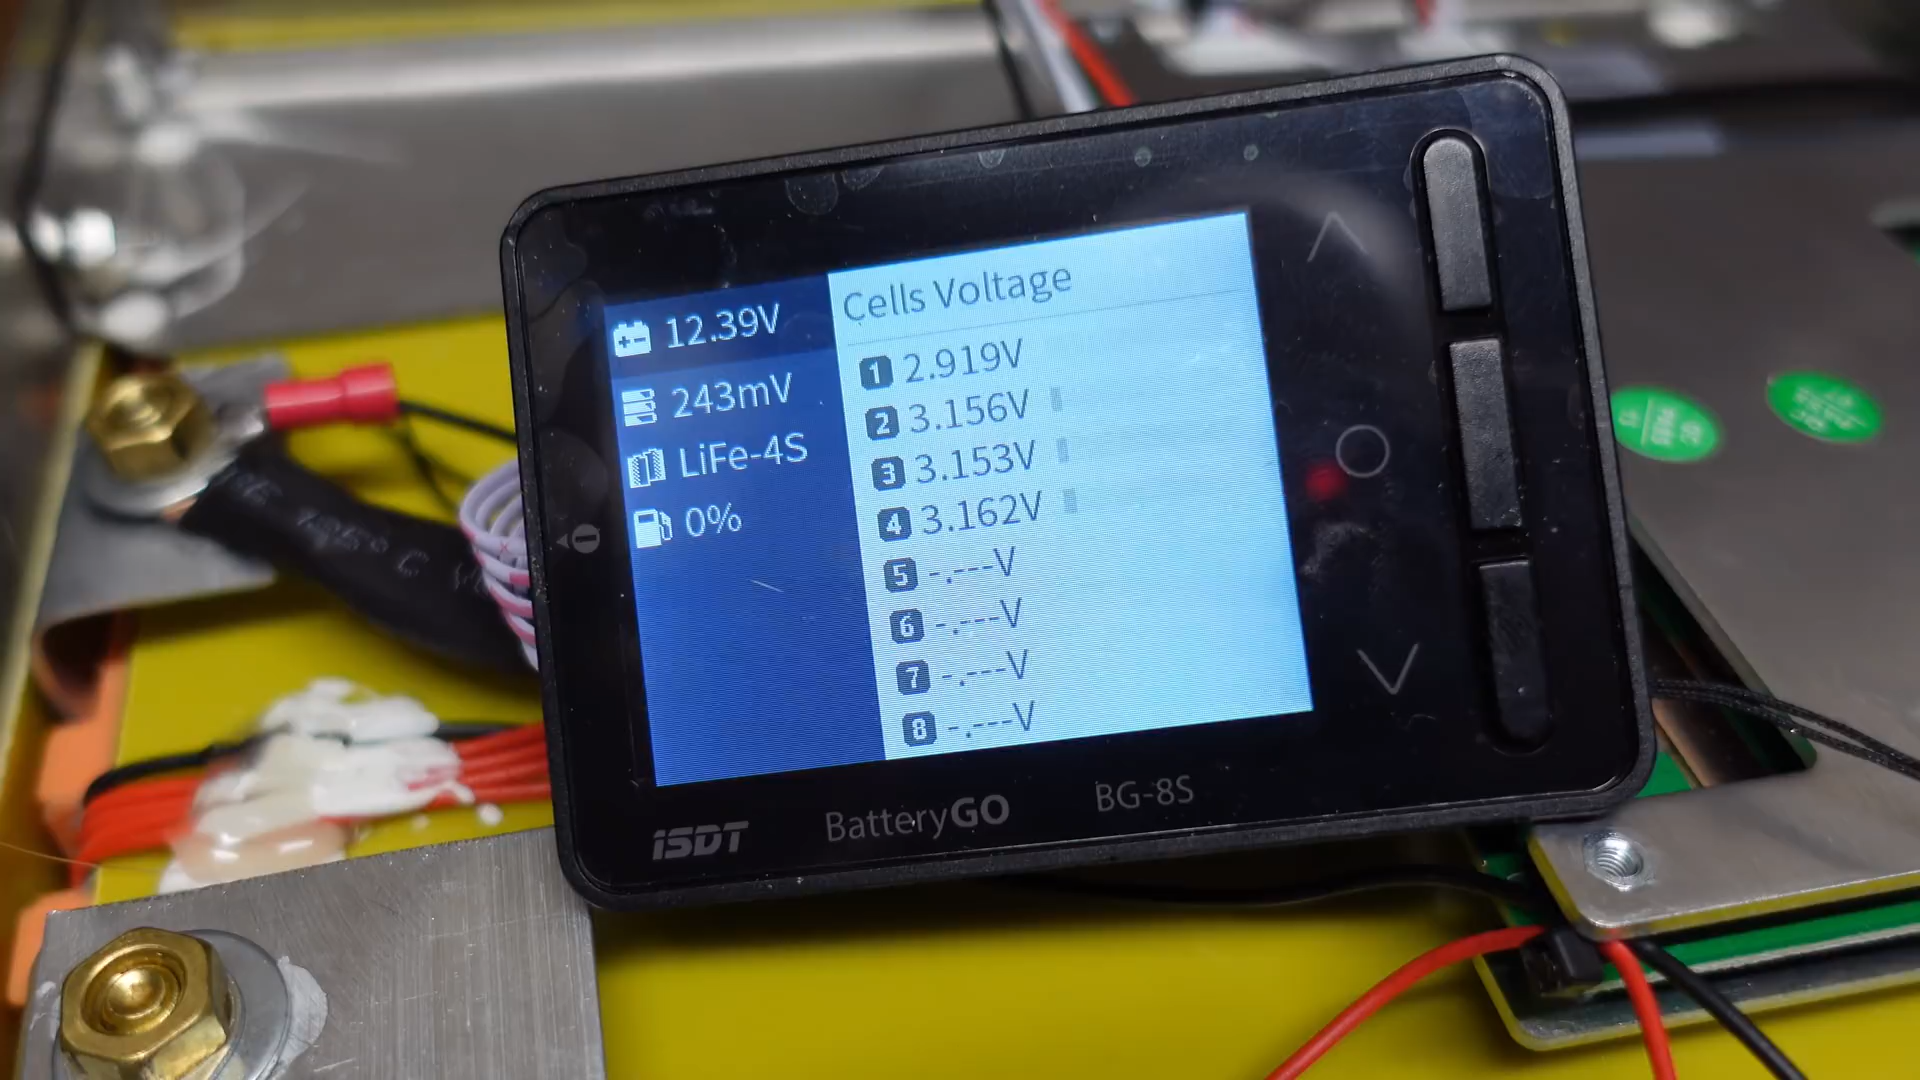 12.39V
243mV
LiFe-4S
0%
Cells Voltage
1 2.919V
2 3.156V
3 3.153V
4 3.162V
5 -.---V
6 -.---V
7 -.---V
8 -.---V
iSDT
BatteryGO
BG-8S
125°C